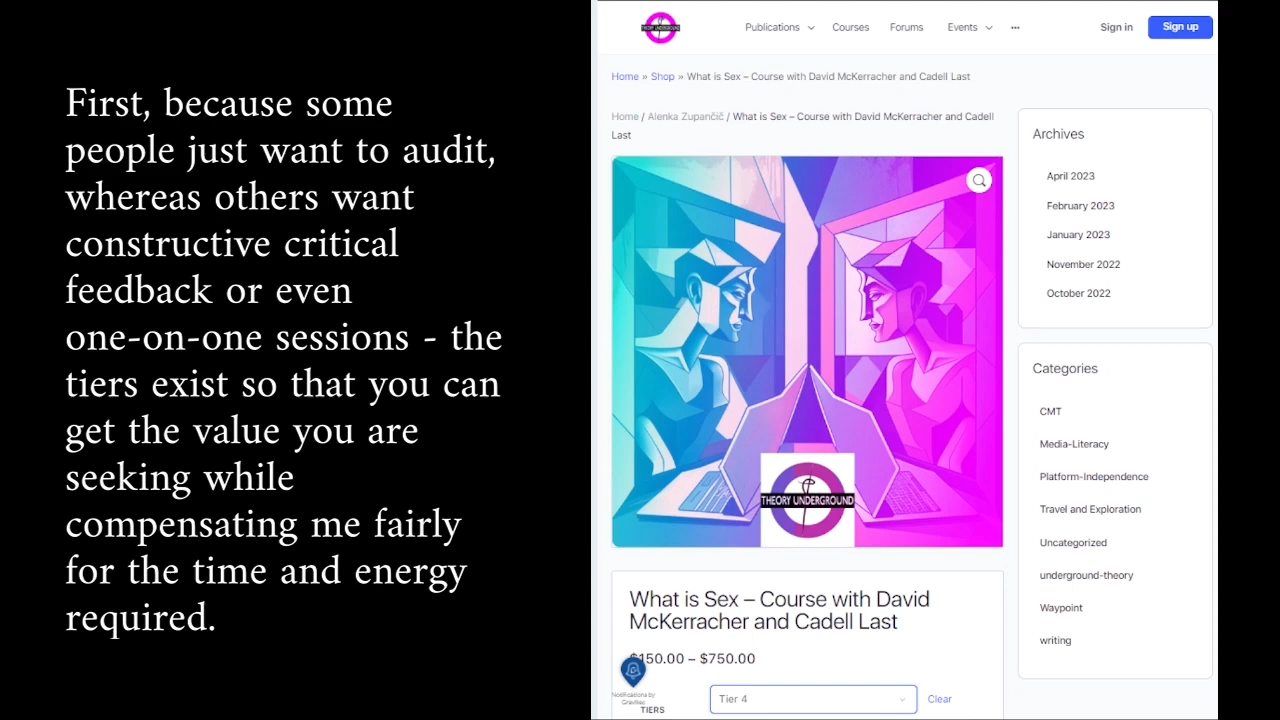 First, because some
people just want to audit,
whereas others want
constructive critical
feedback or even
one-on-one sessions - the
tiers exist so that you can
get the value you are
seeking while
compensating me fairly
for the time and energy
required.
THEORY UNDERGROUND
Publications
Courses
Forums
Events
Sign in
Sign up
Home » Shop » What is Sex – Course with David McKerracher and Cadell Last
Home / Alenka Zupančič / What is Sex – Course with David McKerracher and Cadell
Last
THEORY UNDERGROUND
What is Sex – Course with David
McKerracher and Cadell Last
$150.00 – $750.00
Notifications by
Gravitec
TIERS
Tier 4
Clear
Archives
April 2023
February 2023
January 2023
November 2022
October 2022
Categories
CMT
Media-Literacy
Platform-Independence
Travel and Exploration
Uncategorized
underground-theory
Waypoint
writing